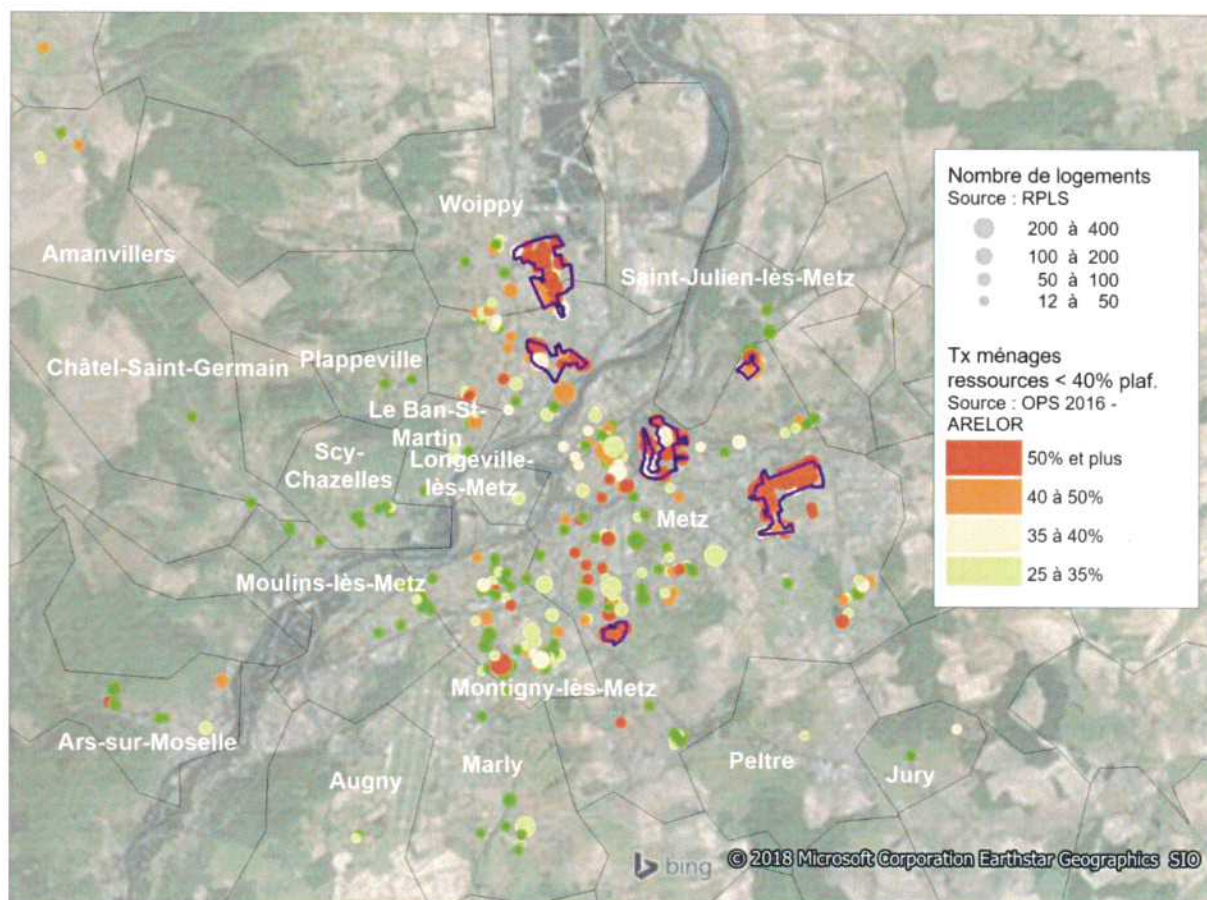 Woippy
Amanvillers
Saint-Julien-lès-Metz
Châtel-Saint-Germain
Plappeville
Le Ban-St-
Martin
Scy-
Chazelles
Longeville-
lès-Metz
Metz
Moulins-lès-Metz
Montigny-lès-Metz
Ars-sur-Moselle
Augny
Marly
Peltre
Jury
Nombre de logements
Source : RPLS
200 à 400
100 à 200
50 à 100
12 à 50
Tx ménages
ressources < 40% plaf.
Source : OPS 2016 -
ARELOR
50% et plus
40 à 50%
35 à 40%
25 à 35%
bing © 2018 Microsoft Corporation Earthstar Geographics SIO